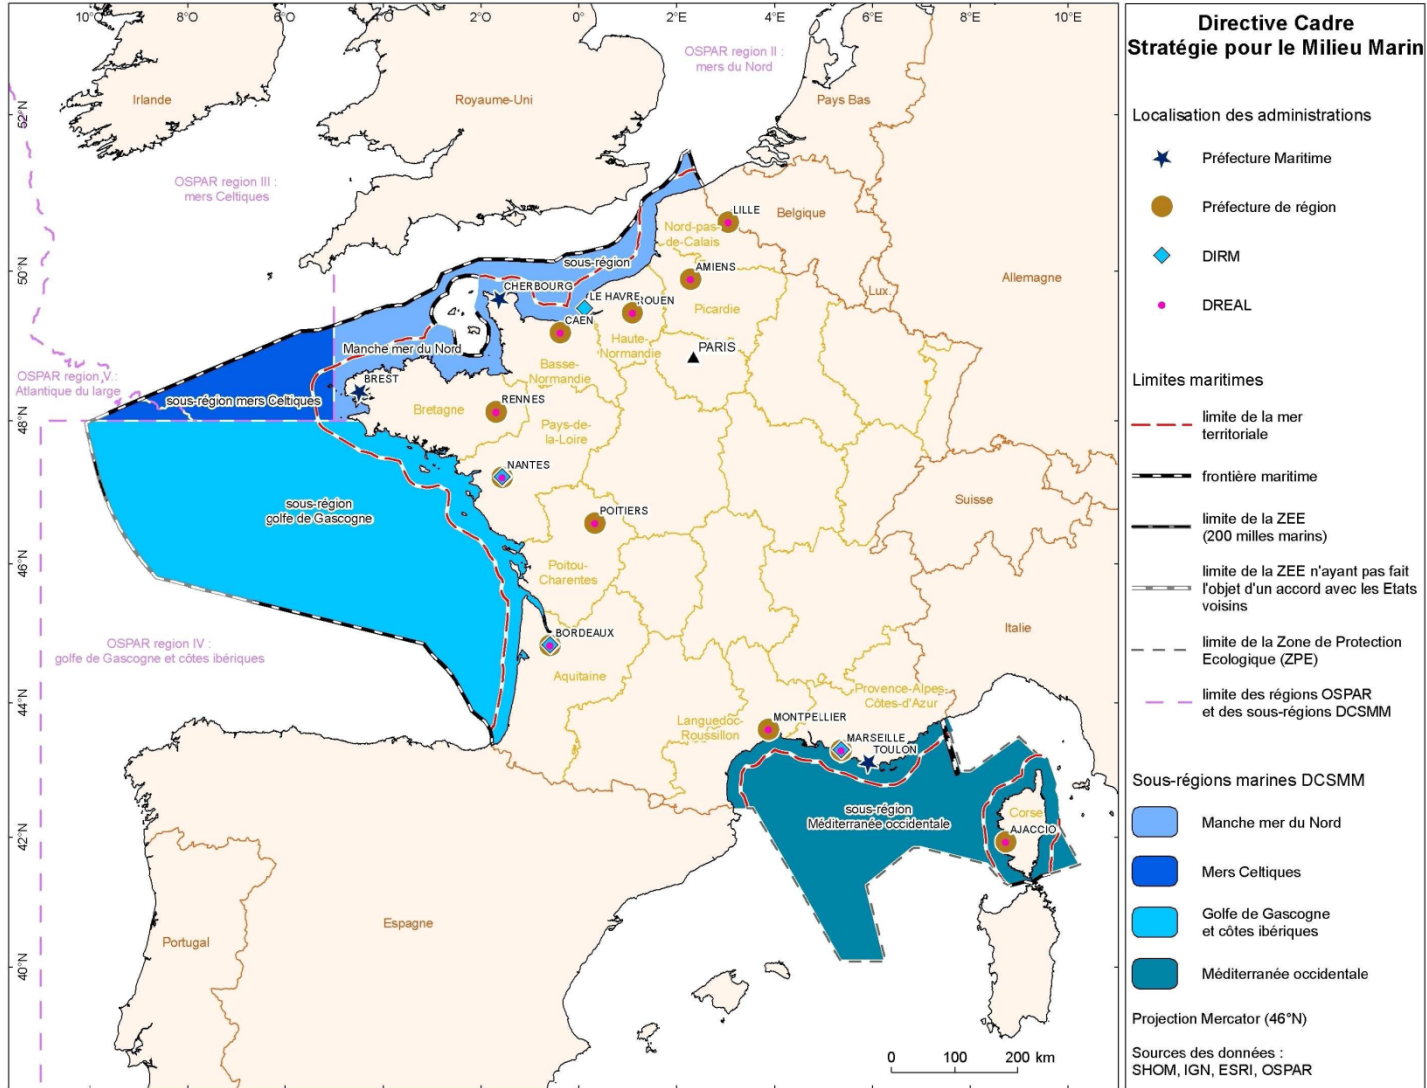 10°O
8°O
6°O
4°O
2°O
0°
2°E
4°E
6°E
8°E
10°E
52°N
50°N
48°N
46°N
44°N
42°N
40°N
OSPAR region II :
mers du Nord
Irlande
Royaume-Uni
Pays Bas
OSPAR region III :
mers Celtiques
LILLE
Belgique
Nord-pas-
de-Calais
sous-région
AMIENS
Allemagne
CHERBOURG
LE HAVRE
ROUEN
Lux
Picardie
CAEN
Manche mer du Nord
Haute-
Normandie
PARIS
Basse-
Normandie
OSPAR region V :
Atlantique du large
BREST
sous-région mers Celtiques
RENNES
Bretagne
Pays-de-
la-Loire
NANTES
Suisse
sous-région
golfe de Gascogne
POITIERS
Poitou-
Charentes
OSPAR region IV :
golfe de Gascogne et côtes ibériques
BORDEAUX
Italie
Aquitaine
Provence-Alpes-
Côtes-d'Azur
Languedoc-
Roussillon
MONTPELLIER
MARSEILLE
TOULON
sous-région
Méditerranée occidentale
Corse
AJACCIO
Espagne
Portugal
0 100 200 km
Directive Cadre
Stratégie pour le Milieu Marin
Localisation des administrations
Préfecture Maritime
Préfecture de région
DIRM
DREAL
Limites maritimes
limite de la mer
territoriale
frontière maritime
limite de la ZEE
(200 milles marins)
limite de la ZEE n'ayant pas fait
l'objet d'un accord avec les Etats
voisins
limite de la Zone de Protection
Ecologique (ZPE)
limite des régions OSPAR
et des sous-régions DCSMM
Sous-régions marines DCSMM
Manche mer du Nord
Mers Celtiques
Golfe de Gascogne
et côtes ibériques
Méditerranée occidentale
Projection Mercator (46°N)
Sources des données :
SHOM, IGN, ESRI, OSPAR